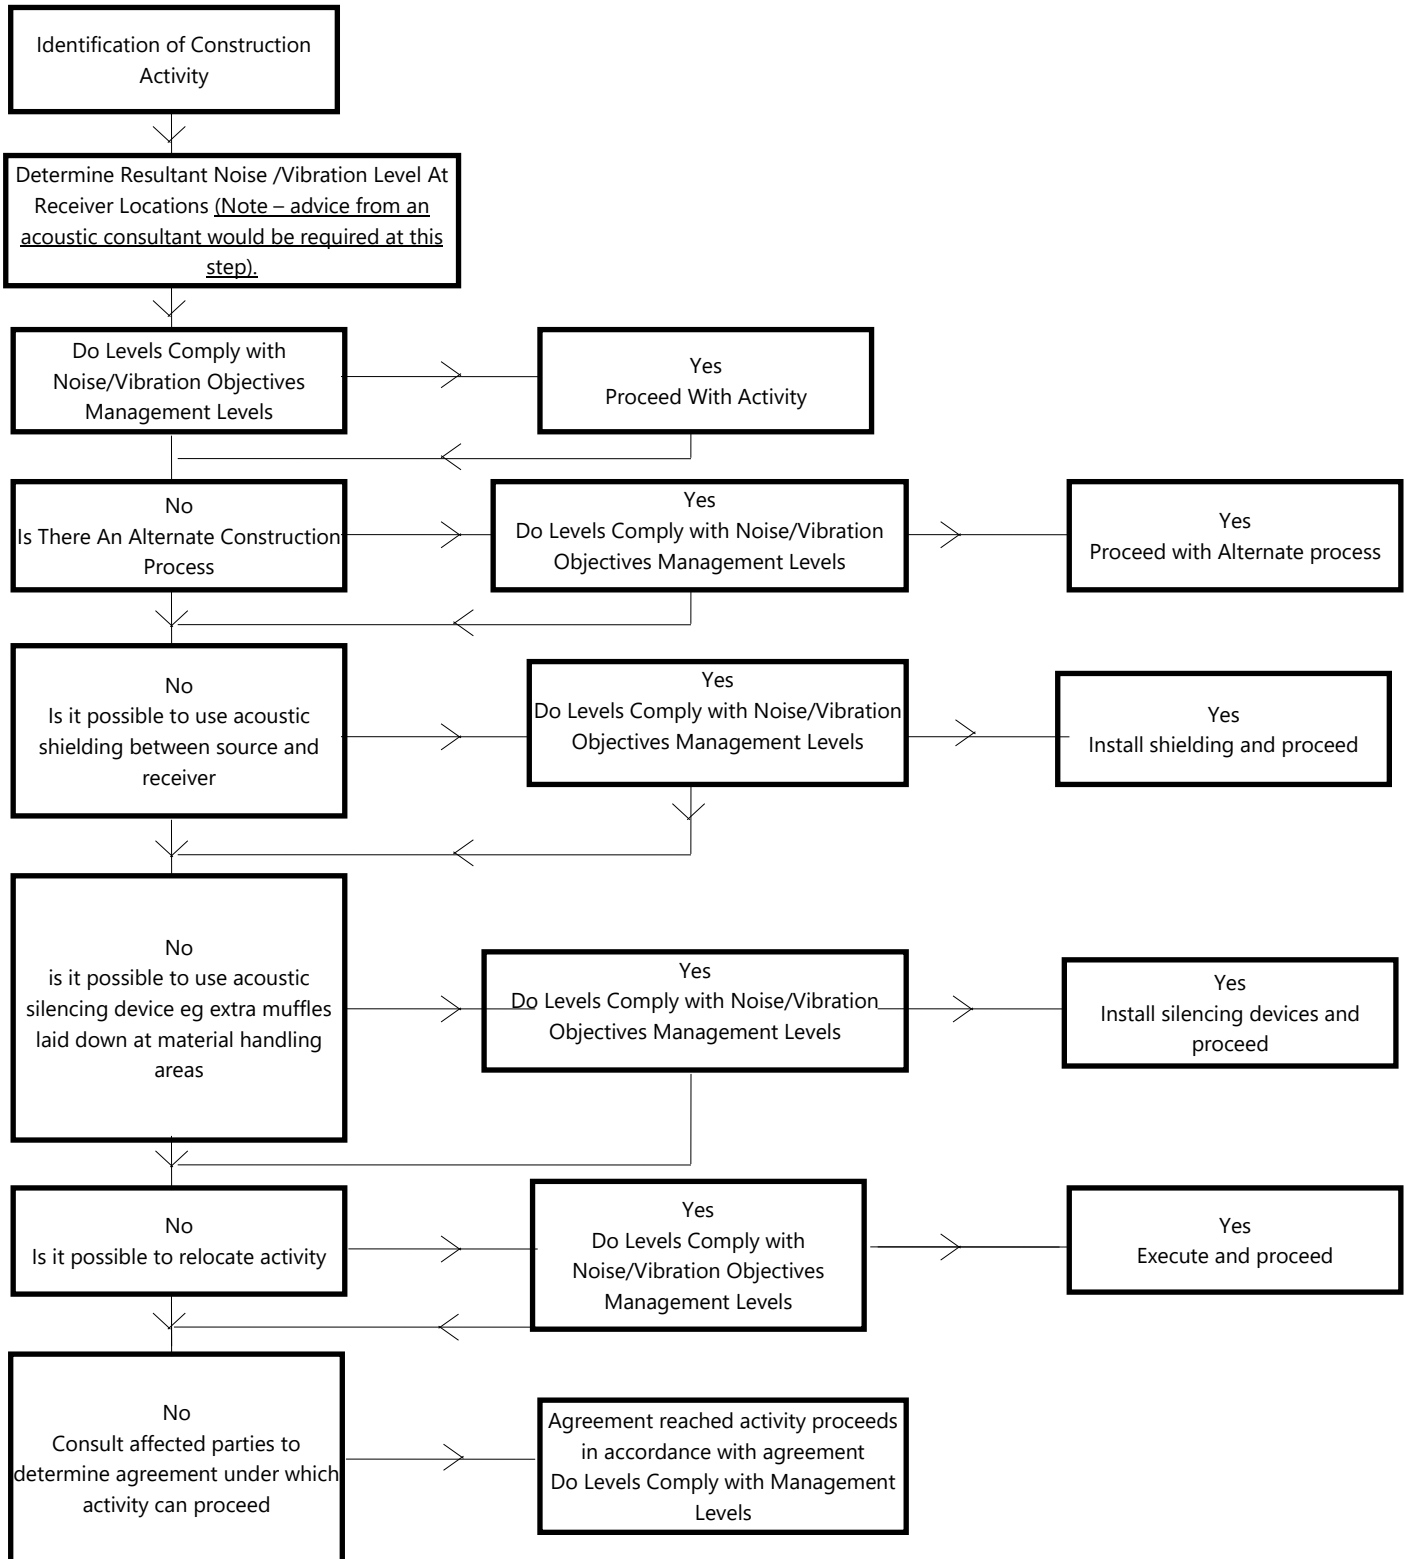 Identification of Construction
Activity
Determine Resultant Noise /Vibration Level At
Receiver Locations (Note – advice from an
acoustic consultant would be required at this
step).
Do Levels Comply with
Noise/Vibration Objectives
Management Levels
Yes
Proceed With Activity
No
Is There An Alternate Construction
Process
Yes
Do Levels Comply with Noise/Vibration
Objectives Management Levels
Yes
Proceed with Alternate process
No
Is it possible to use acoustic
shielding between source and
receiver
Yes
Do Levels Comply with Noise/Vibration
Objectives Management Levels
Yes
Install shielding and proceed
No
is it possible to use acoustic
silencing device eg extra muffles
laid down at material handling
areas
Yes
Do Levels Comply with Noise/Vibration
Objectives Management Levels
Yes
Install silencing devices and
proceed
No
Is it possible to relocate activity
Yes
Do Levels Comply with
Noise/Vibration Objectives
Management Levels
Yes
Execute and proceed
No
Consult affected parties to
determine agreement under which
activity can proceed
Agreement reached activity proceeds
in accordance with agreement
Do Levels Comply with Management
Levels